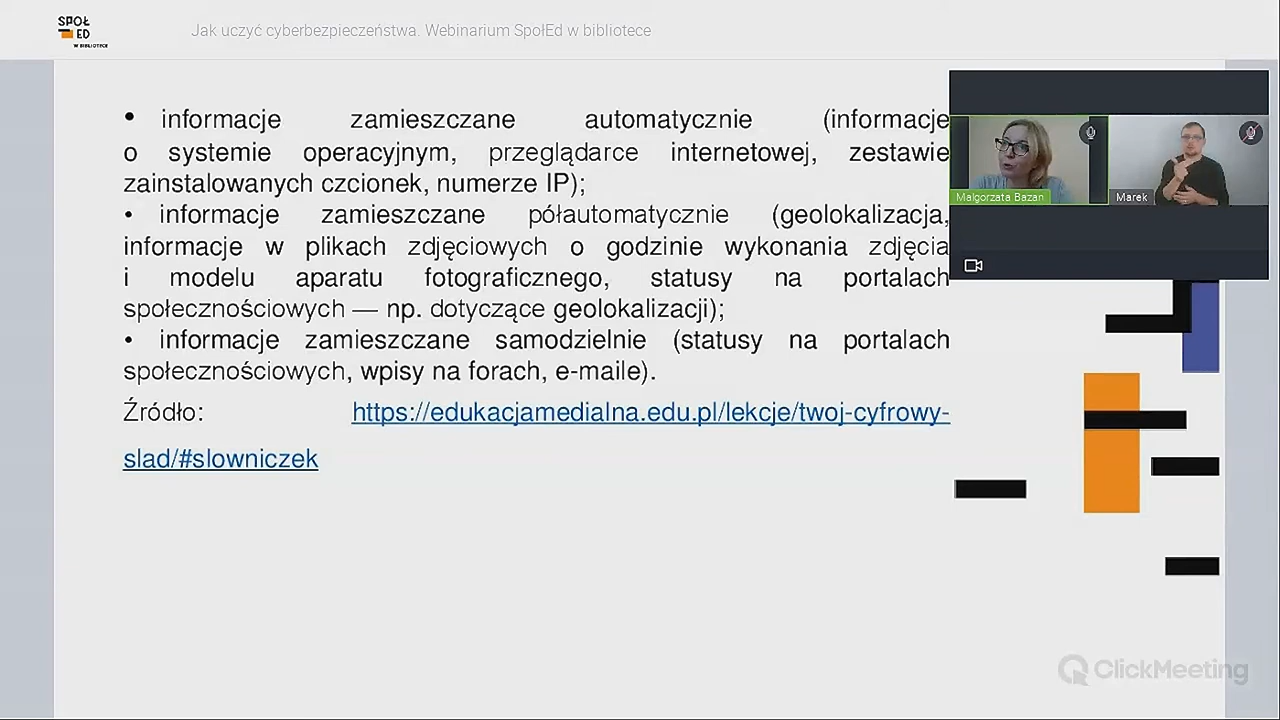 SPOŁ
ED
W BIBLIOTECE
Jak uczyć cyberbezpieczeństwa. Webinarium SpołEd w bibliotece
• informacje zamieszczane automatycznie (informacje
o systemie operacyjnym, przeglądarce internetowej, zestawie
zainstalowanych czcionek, numerze IP);
• informacje zamieszczane półautomatycznie (geolokalizacja,
informacje w plikach zdjęciowych o godzinie wykonania zdjęcia
i modelu aparatu fotograficznego, statusy na portalach
społecznościowych — np. dotyczące geolokalizacji);
• informacje zamieszczane samodzielnie (statusy na portalach
społecznościowych, wpisy na forach, e-maile).
Źródło: https://edukacjamedialna.edu.pl/lekcje/twoj-cyfrowy-
slad/#slowniczek
Malgorzata Bazan
Marek
ClickMeeting